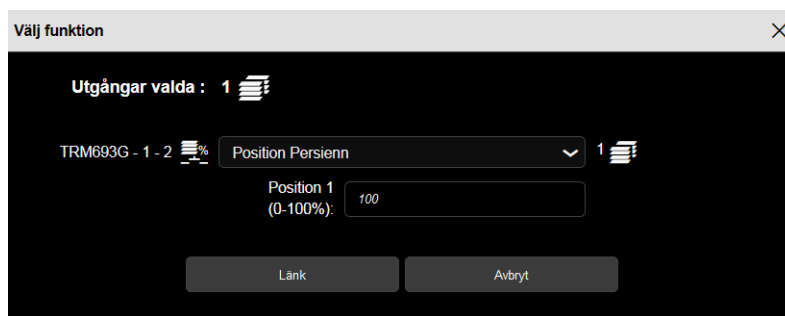 Välj funktion
Utgångar valda : 1
TRM693G - 1 - 2 % Position Persienn 1
Position 1
(0-100%): 100
Länk Avbryt